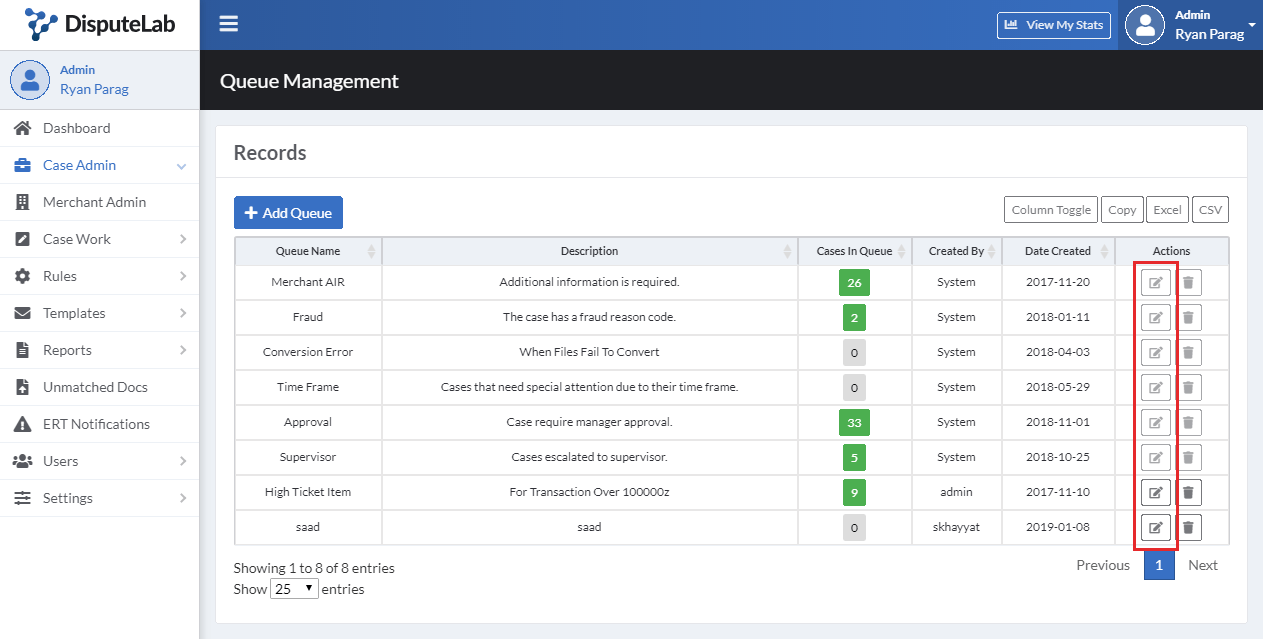 DisputeLab
View My Stats
Admin
Ryan Parag
Admin
Ryan Parag
Queue Management
Dashboard
Case Admin
Merchant Admin
Case Work
Rules
Templates
Reports
Unmatched Docs
ERT Notifications
Users
Settings
Records
Add Queue
Column Toggle Copy Excel CSV
Queue Name Description Cases In Queue Created By Date Created Actions
Merchant AIR Additional information is required. 26 System 2017-11-20
Fraud The case has a fraud reason code. 2 System 2018-01-11
Conversion Error When Files Fail To Convert 0 System 2018-04-03
Time Frame Cases that need special attention due to their time frame. 0 System 2018-05-29
Approval Case require manager approval. 33 System 2018-11-01
Supervisor Cases escalated to supervisor. 5 System 2018-10-25
High Ticket Item For Transaction Over 100000z 9 admin 2017-11-10
saad saad 0 skhayyat 2019-01-08
Showing 1 to 8 of 8 entries
Show 25 entries
Previous 1 Next